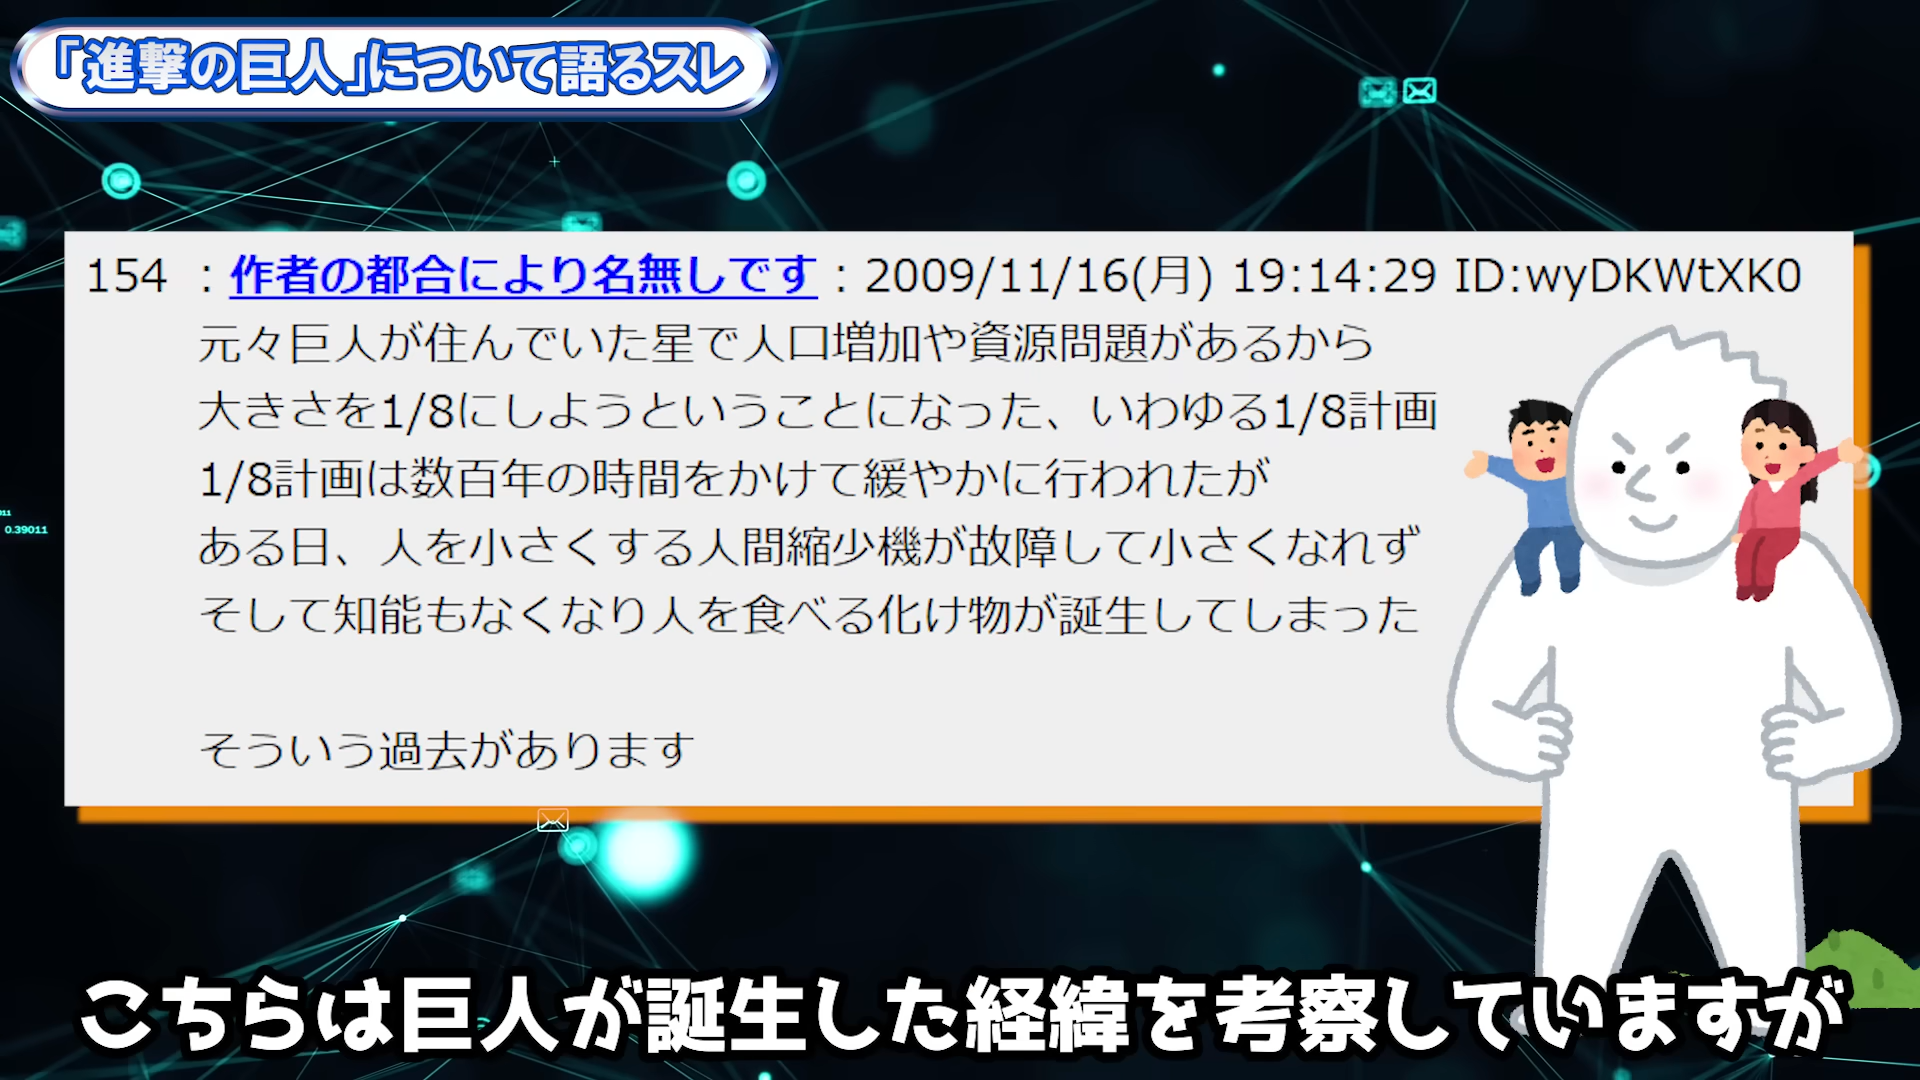 「進撃の巨人」について語るスレ
154 ：作者の都合により名無しです：2009/11/16(月) 19:14:29 ID:wyDKWtXK0
元々巨人が住んでいた星で人口増加や資源問題があるから
大きさを1/8にしようということになった、いわゆる1/8計画
1/8計画は数百年の時間をかけて緩やかに行われたが
ある日、人を小さくする人間縮少機が故障して小さくなれず
そして知能もなくなり人を食べる化け物が誕生してしまった
0.39011
そういう過去があります
こちらは巨人が誕生した経緯を考察していますが